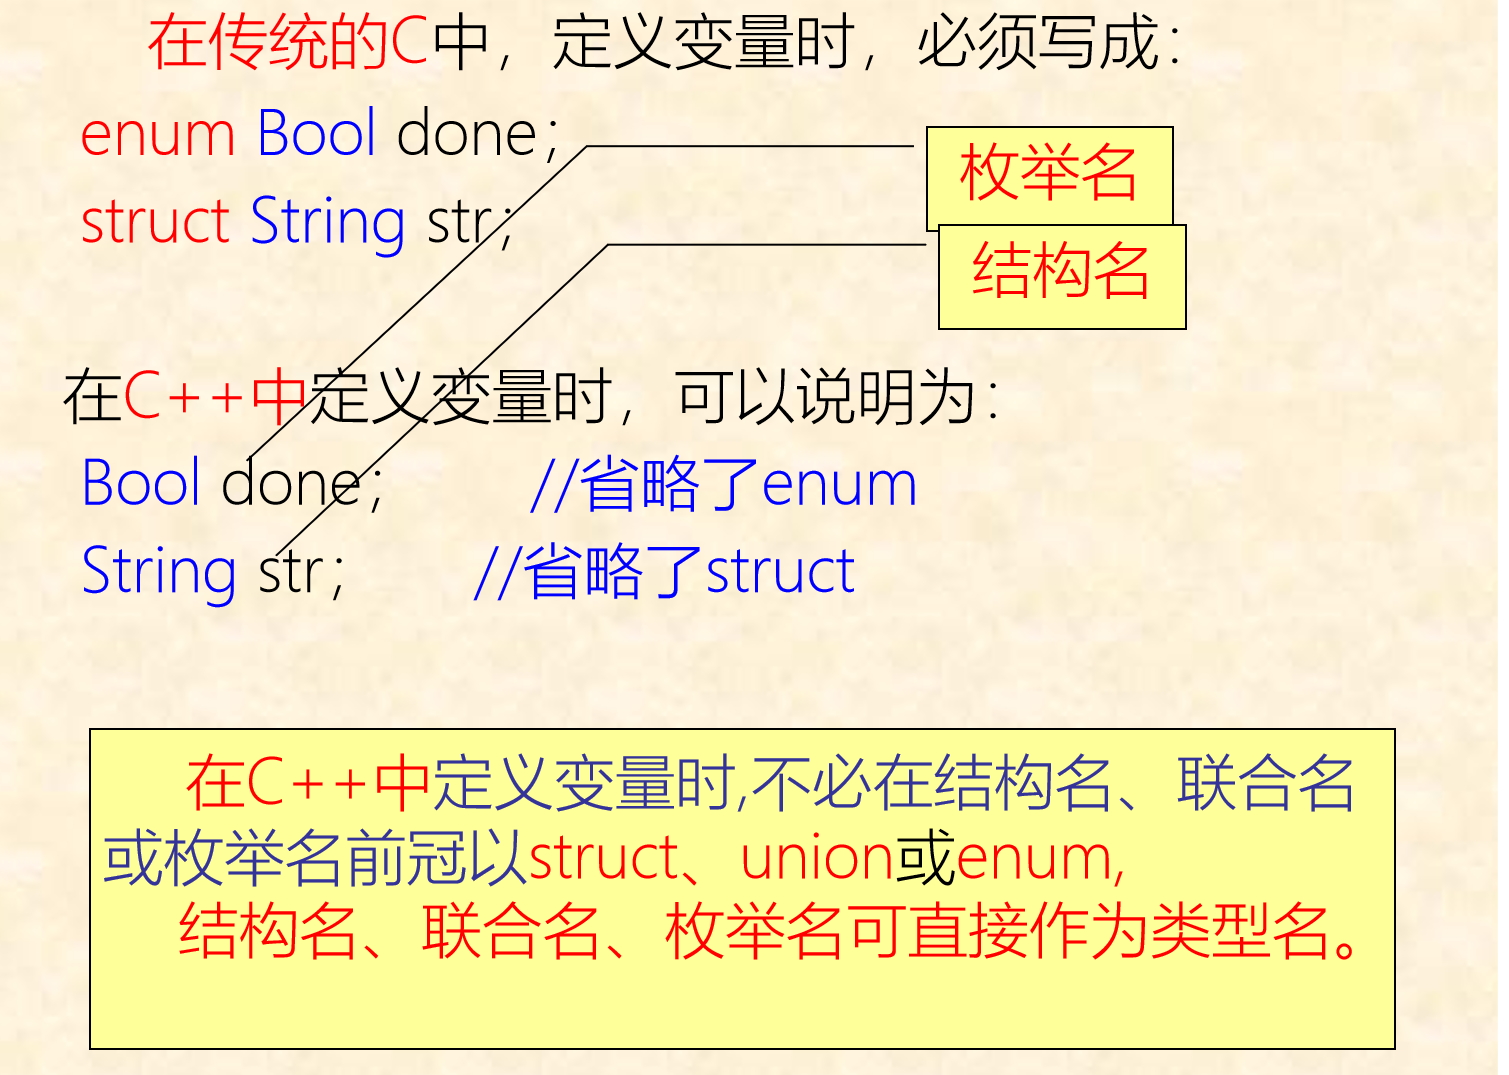 在传统的C中，定义变量时，必须写成：
enum Bool done；
枚举名
struct String str；
结构名
在C++中定义变量时，可以说明为：
Bool done； //省略了enum
String str； //省略了struct
在C++中定义变量时,不必在结构名、联合名
或枚举名前冠以struct、union或enum,
结构名、联合名、枚举名可直接作为类型名。